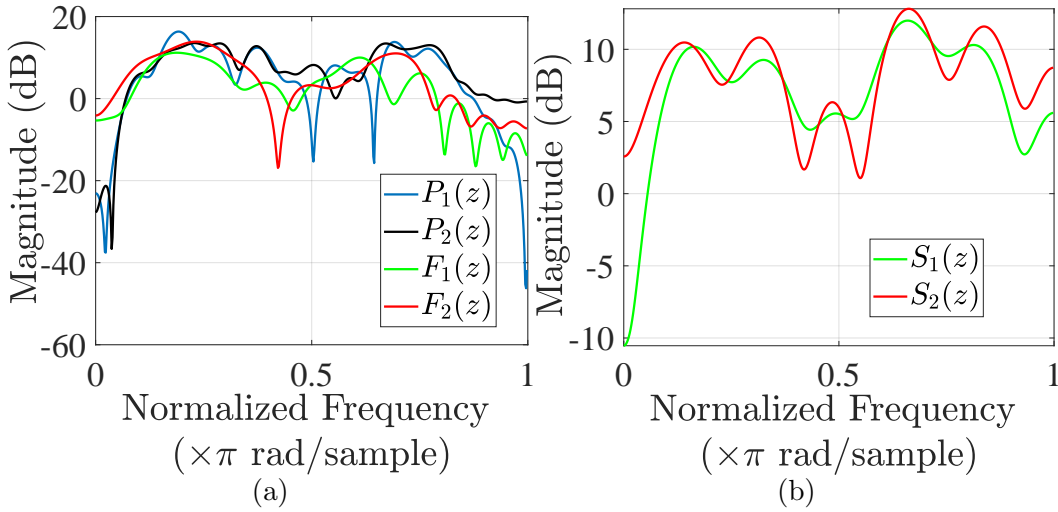 Magnitude (dB)
20
0
-20
-40
-60
P₁(z)
P₂(z)
F₁(z)
F₂(z)
0
0.5
1
Normalized Frequency
(×π rad/sample)
(a)
Magnitude (dB)
10
5
0
-5
-10
S₁(z)
S₂(z)
0
0.5
1
Normalized Frequency
(×π rad/sample)
(b)